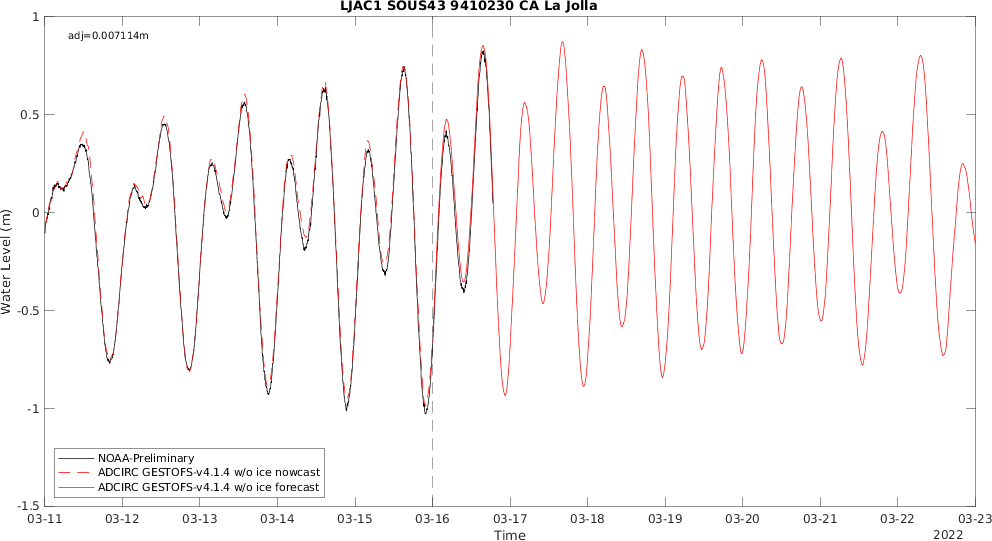 LJAC1 SOUS43 9410230 CA La Jolla
adj=0.007114m
1
0.5
0
-0.5
-1
-1.5
Water Level (m)
NOAA-Preliminary
ADCIRC GESTOFS-v4.1.4 w/o ice nowcast
ADCIRC GESTOFS-v4.1.4 w/o ice forecast
03-11 03-12 03-13 03-14 03-15 03-16 03-17 03-18 03-19 03-20 03-21 03-22 03-23
Time
2022